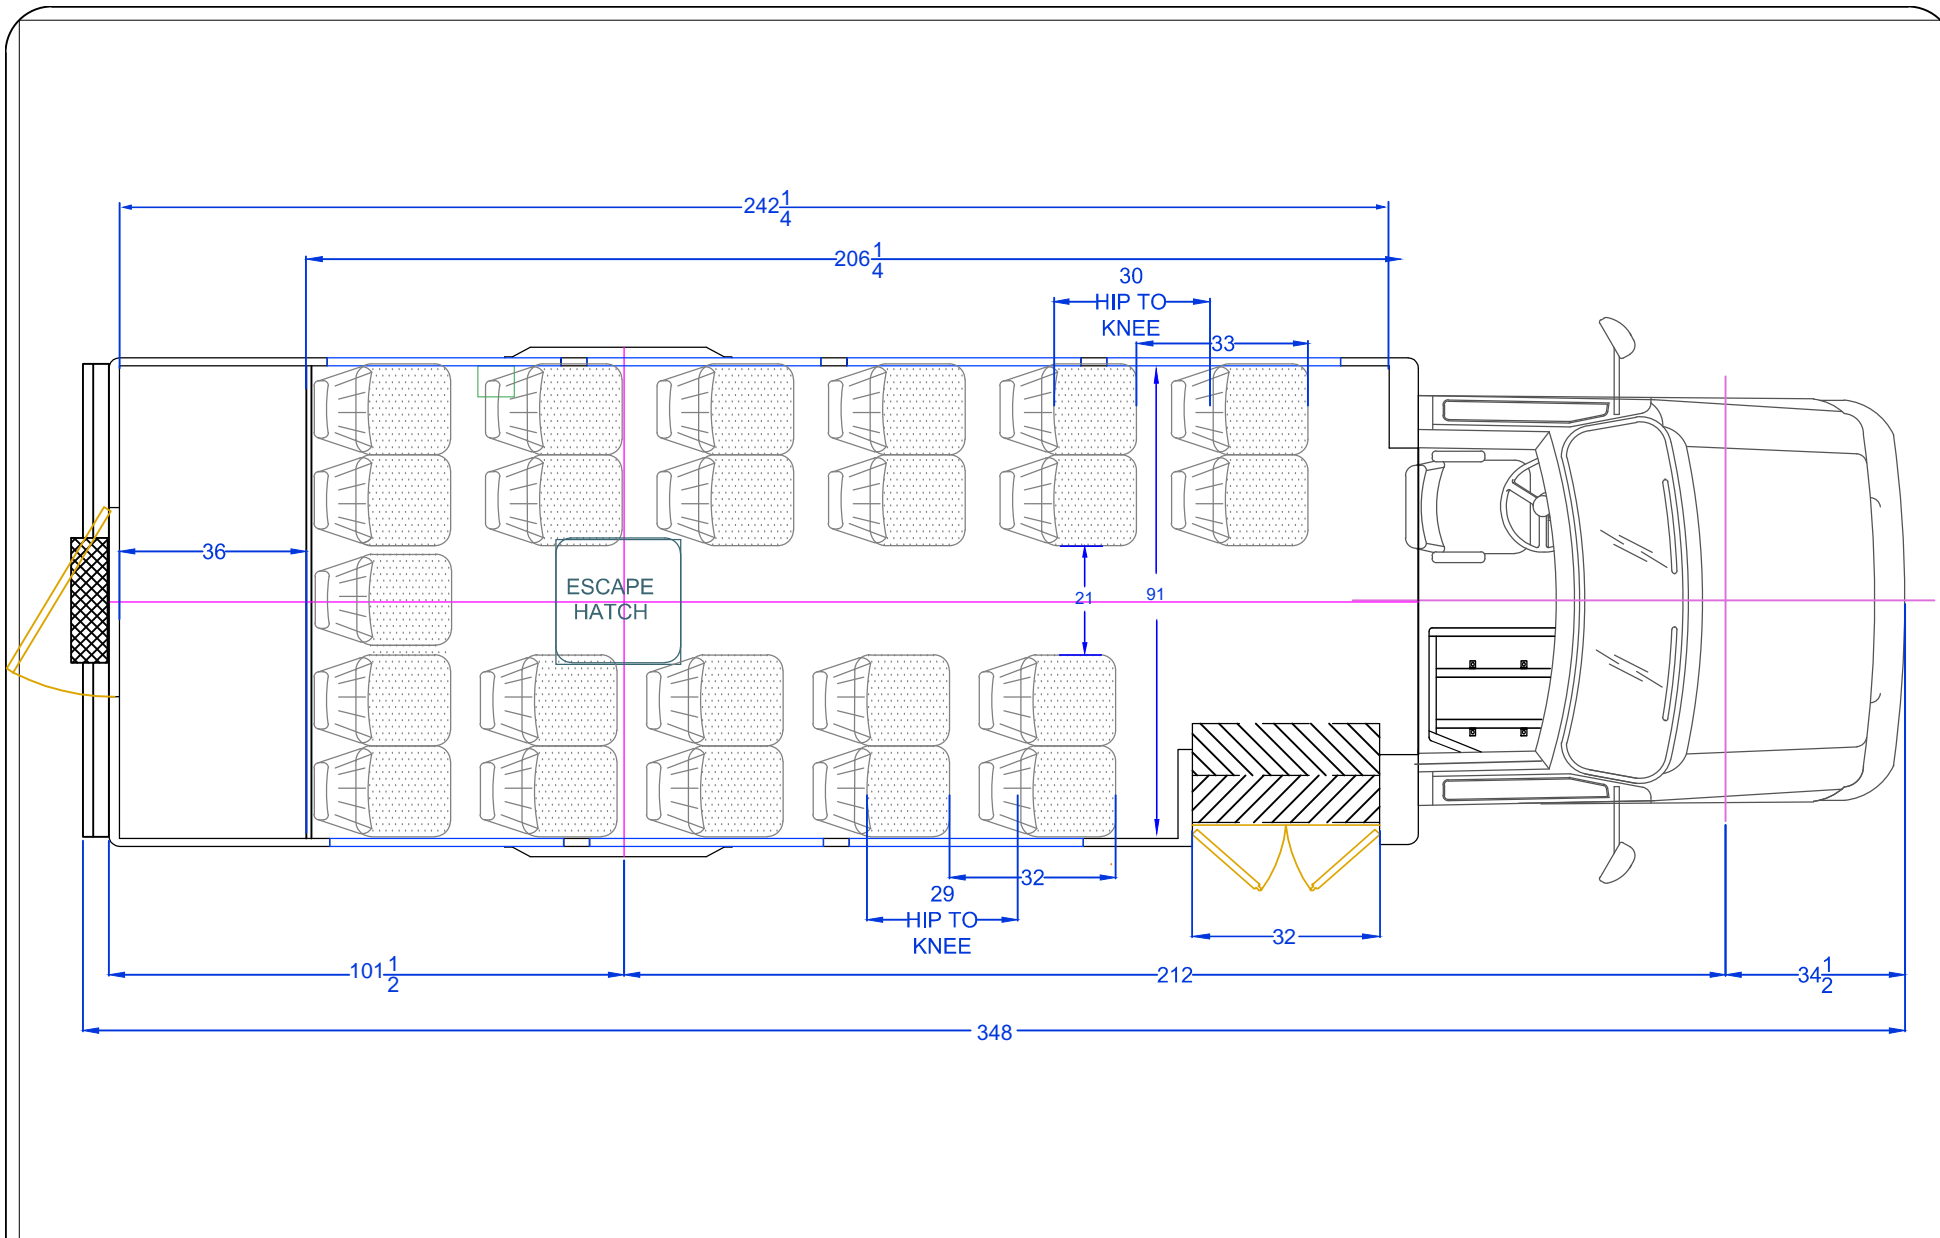 242 1/4
206 1/4
30
HIP TO
KNEE
33
36
ESCAPE
HATCH
21
91
32
29
HIP TO
KNEE
32
101 1/2
212
34 1/2
348